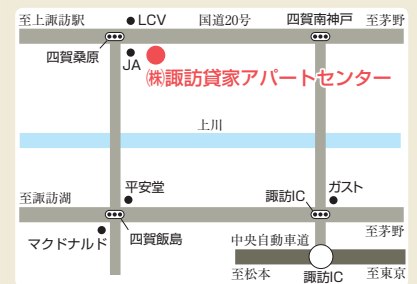 至上諏訪駅
LCV
国道20号
四賀南神戸
至茅野
四賀桑原
JA
㈱諏訪貸家アパートセンター
上川
平安堂
諏訪IC
ガスト
至諏訪湖
至茅野
マクドナルド
四賀飯島
中央自動車道
至松本
諏訪IC
至東京